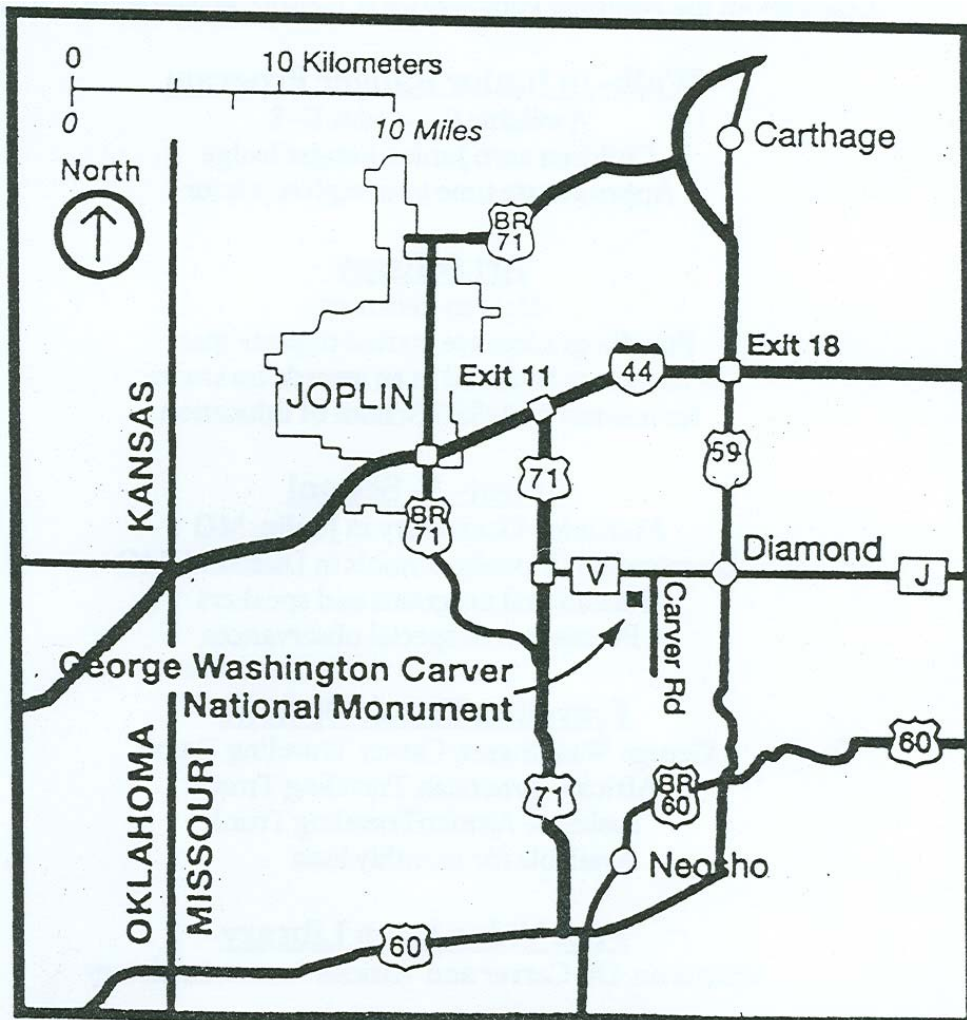 0
10 Kilometers
0
10 Miles
North
Carthage
BR
71
Exit 18
Exit 11
44
JOPLIN
KANSAS
71
59
BR
71
Diamond
V
J
Carver Rd
George Washington Carver
National Monument
60
OKLAHOMA
MISSOURI
71
BR
60
Neosho
60